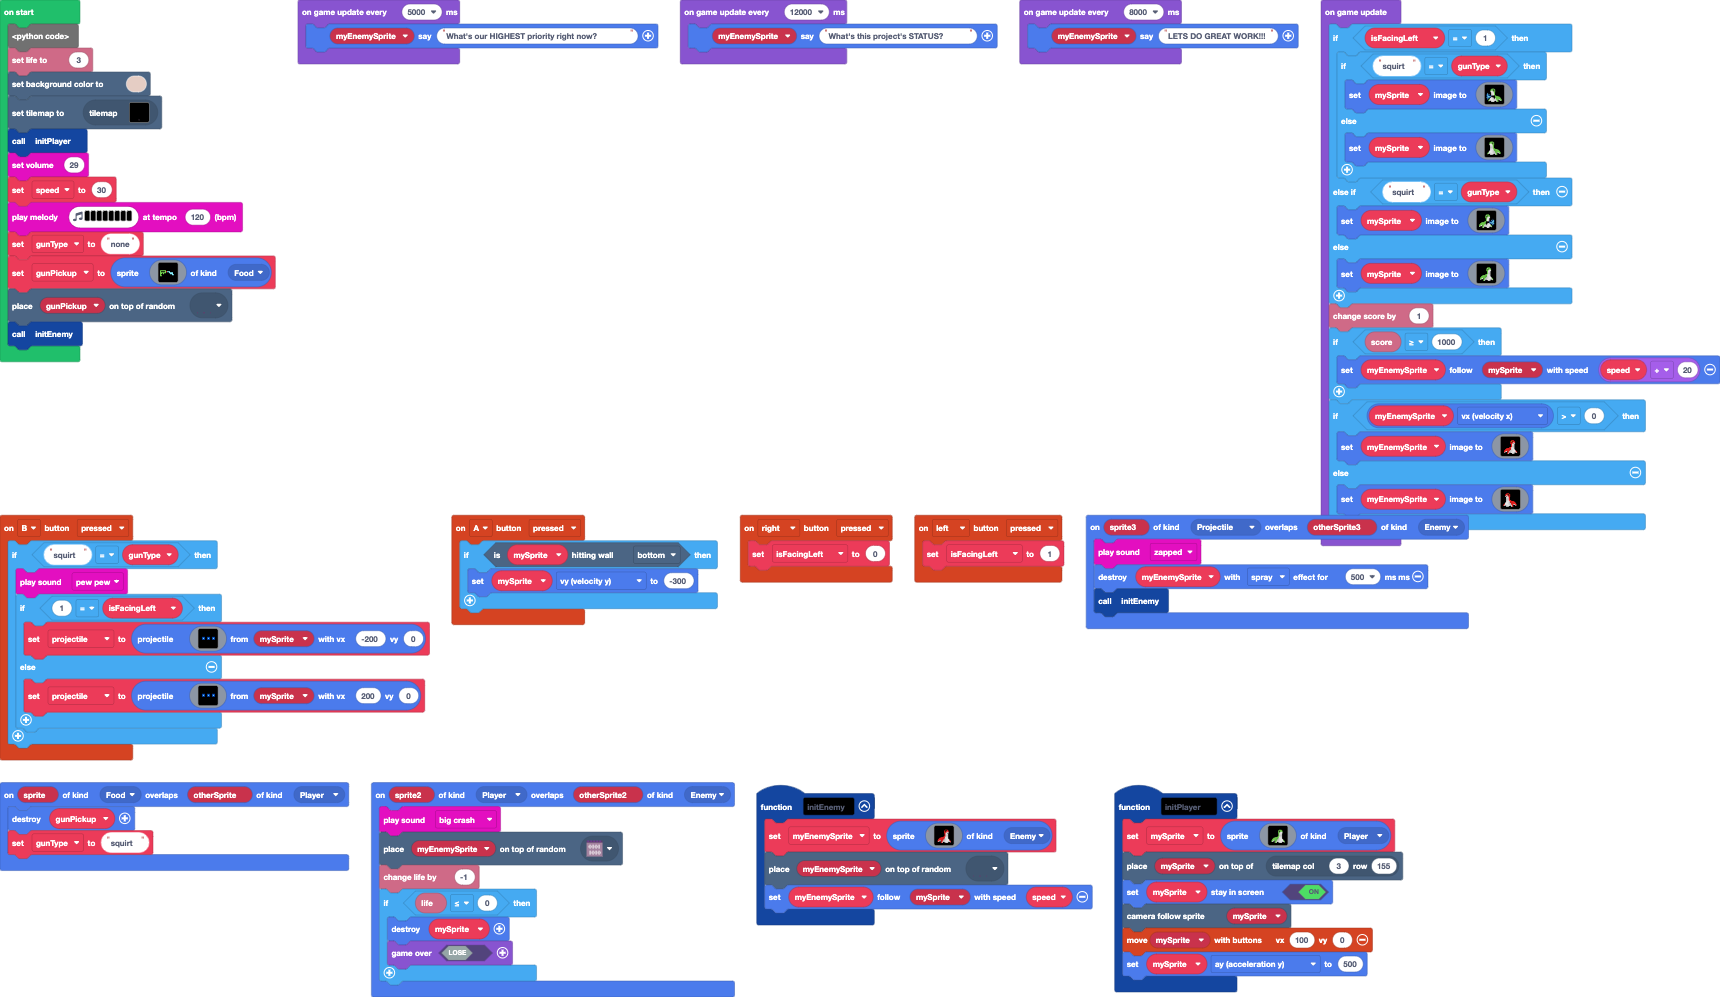 on start
<python code>
set life to 3
set background color to
set tilemap to tilemap
call initPlayer
set volume 29
set speed to 30
play melody at tempo 120 (bpm)
set gunType to "none"
set gunPickup to sprite of kind Food
place gunPickup on top of random
call initEnemy
on game update every 5000 ms
myEnemySprite say "What's our HIGHEST priority right now?"
on game update every 12000 ms
myEnemySprite say "What's this project's STATUS?"
on game update every 8000 ms
myEnemySprite say "LETS DO GREAT WORK!!!"
on game update
if isFacingLeft = 1 then
if "squirt" = gunType then
set mySprite image to
else
set mySprite image to
else if "squirt" = gunType then
set mySprite image to
else
set mySprite image to
change score by 1
if score ≥ 1000 then
set myEnemySprite follow mySprite with speed speed + 20
if myEnemySprite vx (velocity x) > 0 then
set myEnemySprite image to
else
set myEnemySprite image to
on B button pressed
if "squirt" = gunType then
play sound pew pew
if 1 = isFacingLeft then
set projectile to projectile from mySprite with vx -200 vy 0
else
set projectile to projectile from mySprite with vx 200 vy 0
on A button pressed
if is mySprite hitting wall bottom then
set mySprite vy (velocity y) to -300
on right button pressed
set isFacingLeft to 0
on left button pressed
set isFacingLeft to 1
on sprite3 of kind Projectile overlaps otherSprite3 of kind Enemy
play sound zapped
destroy myEnemySprite with spray effect for 500 ms ms
call initEnemy
on sprite of kind Food overlaps otherSprite of kind Player
destroy gunPickup
set gunType to "squirt"
on sprite2 of kind Player overlaps otherSprite2 of kind Enemy
play sound big crash
place myEnemySprite on top of random
change life by -1
if life ≤ 0 then
destroy mySprite
game over LOSE
function initEnemy
set myEnemySprite to sprite of kind Enemy
place myEnemySprite on top of random
set myEnemySprite follow mySprite with speed speed
function initPlayer
set mySprite to sprite of kind Player
place mySprite on top of tilemap col 3 row 155
set mySprite stay in screen ON
camera follow sprite mySprite
move mySprite with buttons vx 100 vy 0
set mySprite ay (acceleration y) to 500